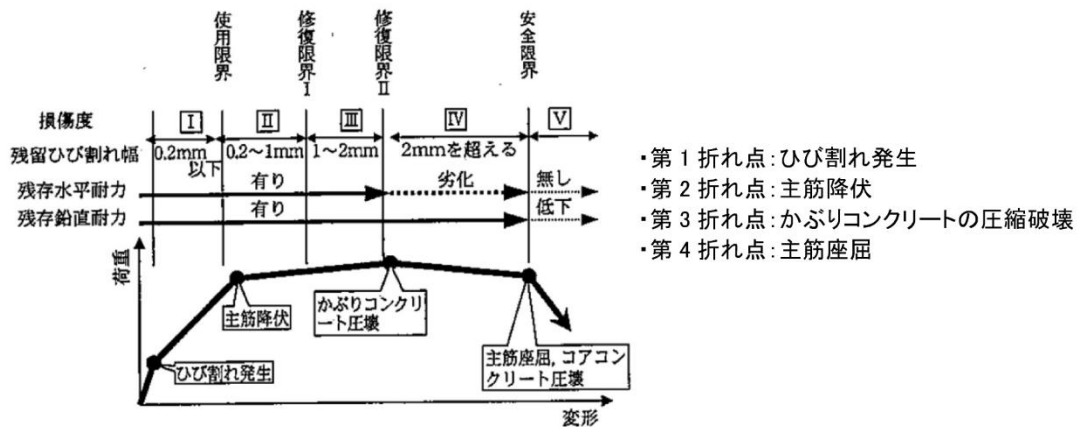 使用限界
修復限界Ⅰ
修復限界Ⅱ
安全限界
損傷度
Ⅰ
Ⅱ
Ⅲ
Ⅳ
Ⅴ
残留ひび割れ幅
0.2mm
以下
0.2~1mm
1~2mm
2mmを超える
残存水平耐力
有り
劣化
無し
残存鉛直耐力
有り
低下
荷重
ひび割れ発生
主筋降伏
かぶりコンクリ
ート圧壊
主筋座屈,コアコン
クリート圧壊
変形
・第1折れ点:ひび割れ発生
・第2折れ点:主筋降伏
・第3折れ点:かぶりコンクリートの圧縮破壊
・第4折れ点:主筋座屈